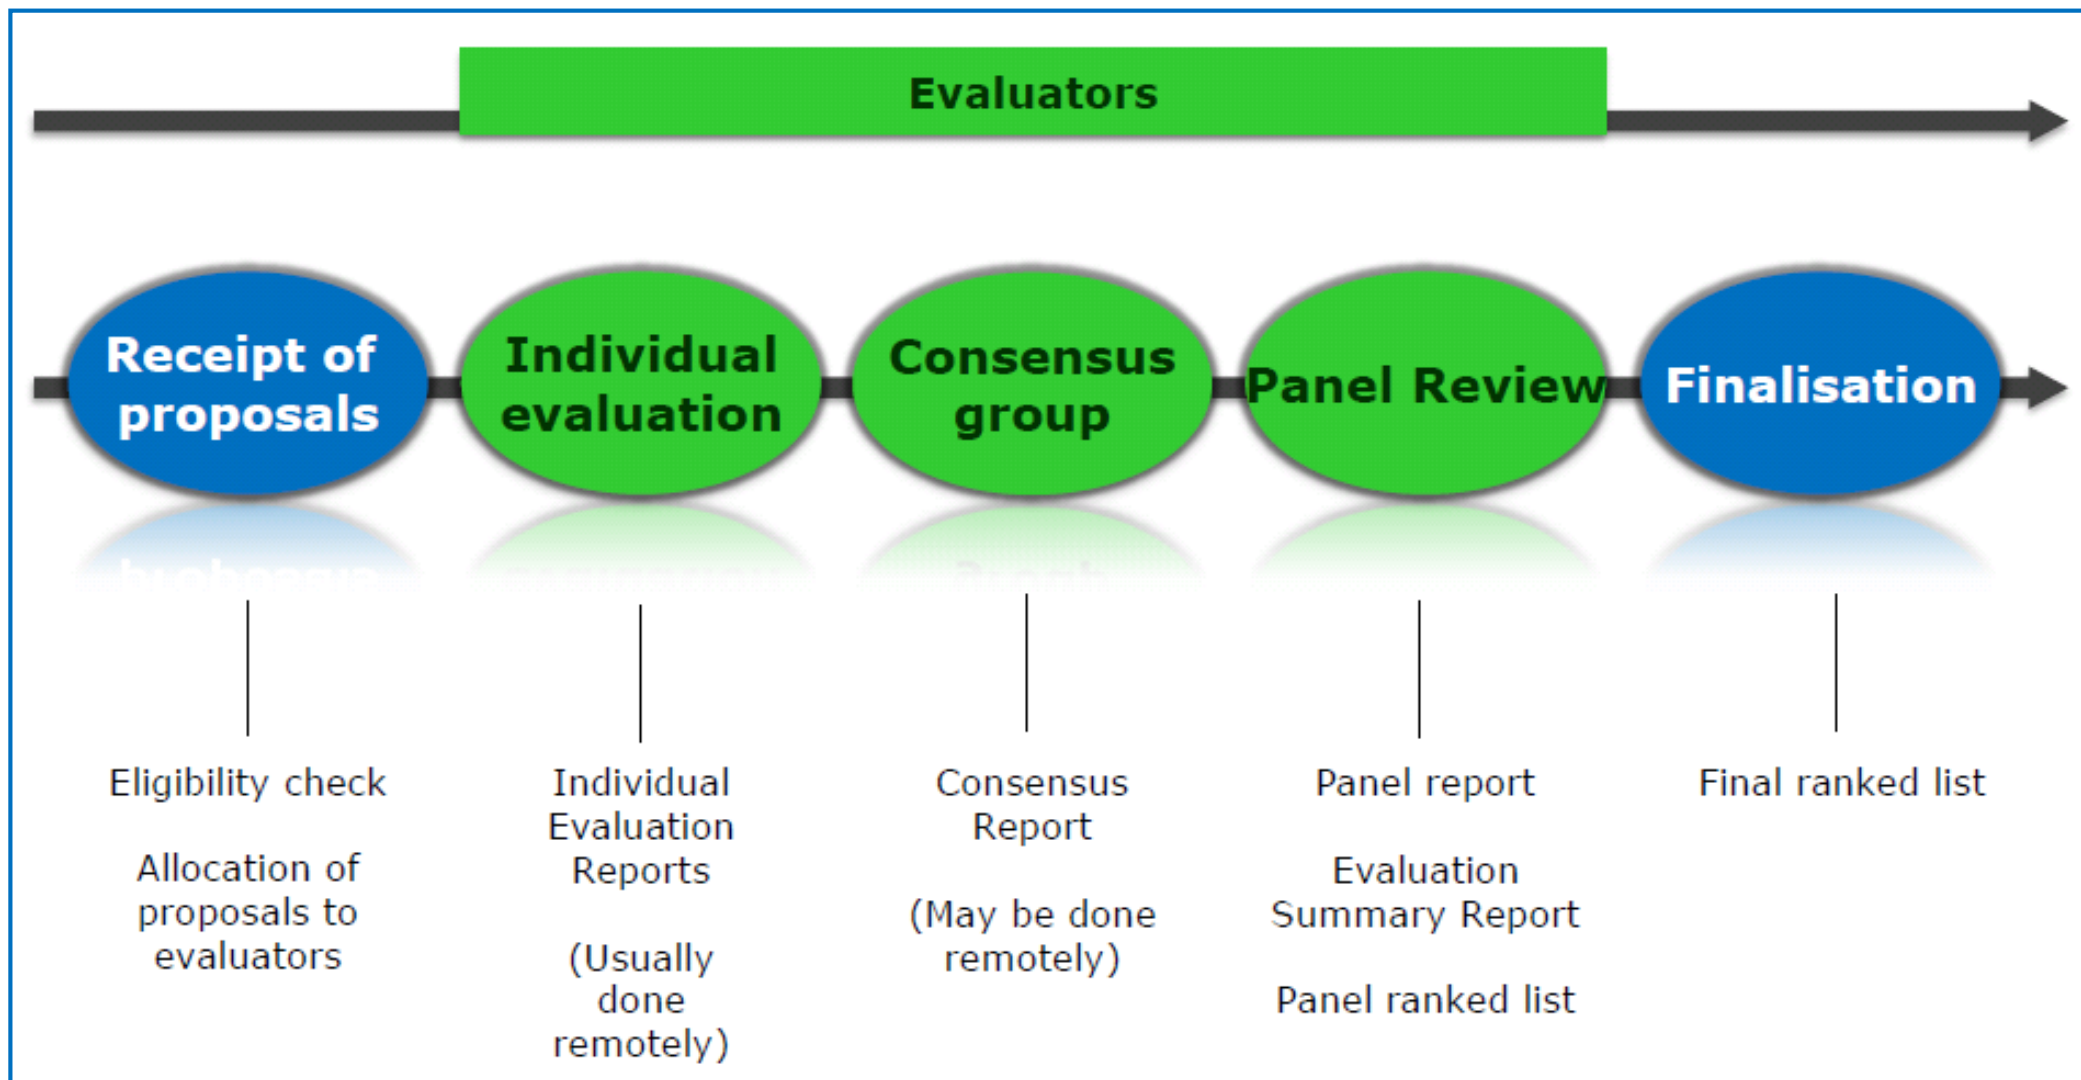 Evaluators
Receipt of
proposals
Individual
evaluation
Consensus
group
Panel Review
Finalisation
Eligibility check
Allocation of
proposals to
evaluators
Individual
Evaluation
Reports
(Usually
done
remotely)
Consensus
Report
(May be done
remotely)
Panel report
Evaluation
Summary Report
Panel ranked list
Final ranked list